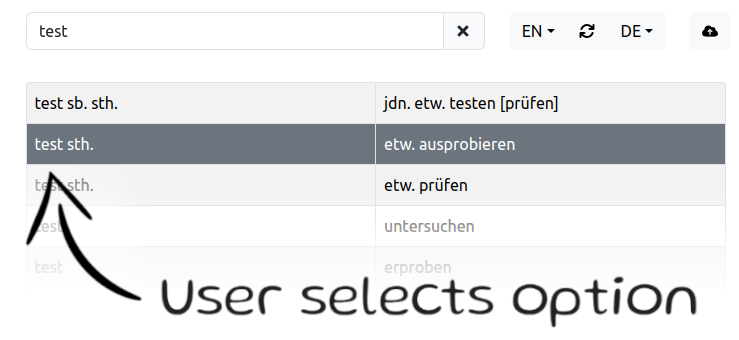 test EN DE
test sb. sth. jdn. etw. testen [prüfen]
test sth. etw. ausprobieren
test sth. etw. prüfen
test untersuchen
test erproben
User selects option